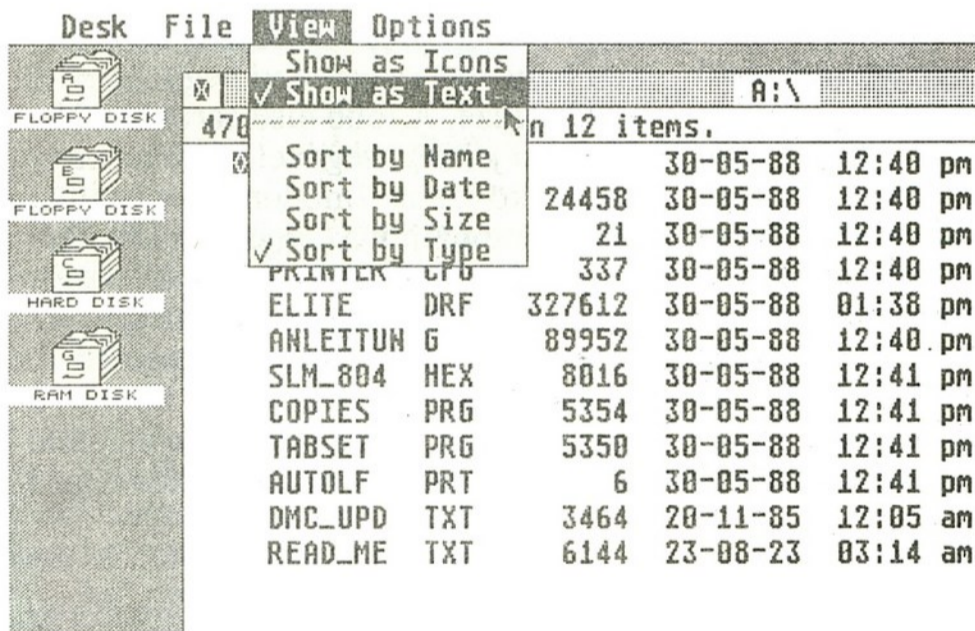 Desk File View Options
Show as Icons
✓ Show as Text
Sort by Name
Sort by Date
Sort by Size
✓ Sort by Type
A
FLOPPY DISK
B
FLOPPY DISK
C
HARD DISK
G
RAM DISK
A:\
470 n 12 items.
30-05-88 12:40 pm
24458 30-05-88 12:40 pm
21 30-05-88 12:40 pm
PRINTER CFG 337 30-05-88 12:40 pm
ELITE DRF 327612 30-05-88 01:38 pm
ANLEITUN G 89952 30-05-88 12:40 pm
SLM_804 HEX 8016 30-05-88 12:41 pm
COPIES PRG 5354 30-05-88 12:41 pm
TABSET PRG 5350 30-05-88 12:41 pm
AUTOLF PRT 6 30-05-88 12:41 pm
DMC_UPD TXT 3464 20-11-85 12:05 am
READ_ME TXT 6144 23-08-23 03:14 am